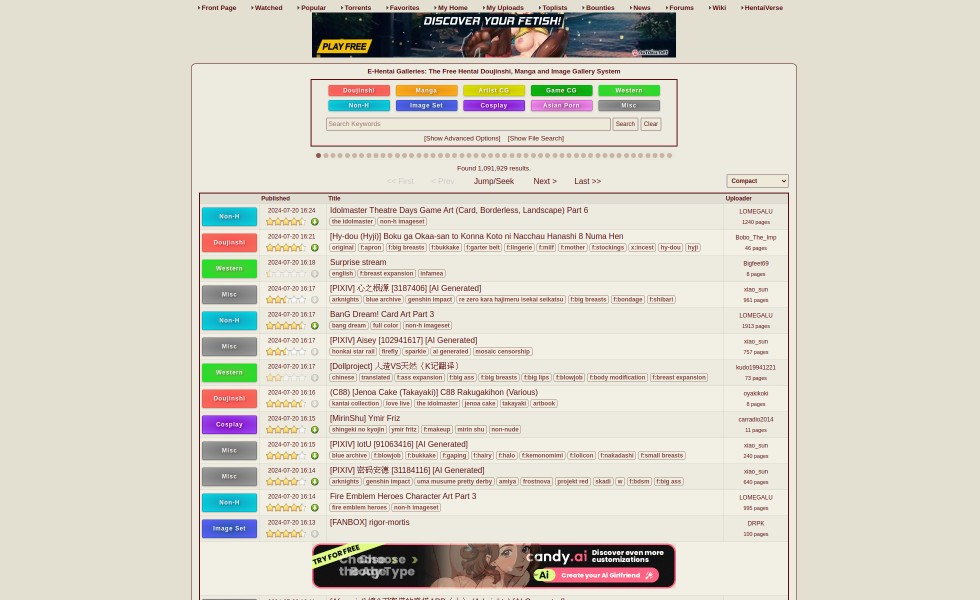 Front Page Watched Popular Torrents Favorites My Home My Uploads Toplists Bounties News Forums Wiki HentaiVerse
DISCOVER YOUR FETISH!
PLAY FREE
nutaku.net
E-Hentai Galleries: The Free Hentai Doujinshi, Manga and Image Gallery System
Doujinshi Manga Artist CG Game CG Western
Non-H Image Set Cosplay Asian Porn Misc
Search Keywords Search Clear
[Show Advanced Options] [Show File Search]
Found 1,091,929 results.
<< First < Prev Jump/Seek Next > Last >> Compact
Published Title Uploader
Non-H 2024-07-20 16:24 Idolmaster Theatre Days Game Art (Card, Borderless, Landscape) Part 6 LOMEGALU
the idolmaster non-h imageset 1240 pages
Doujinshi 2024-07-20 16:21 [Hy-dou (Hyji)] Boku ga Okaa-san to Konna Koto ni Nacchau Hanashi 8 Numa Hen Bobo_The_Imp
original f:apron f:big breasts f:bukkake f:garter belt f:lingerie f:milf f:mother f:stockings x:incest hy-dou hyji 46 pages
Western 2024-07-20 16:18 Surprise stream Bigfeet69
english f:breast expansion infamea 8 pages
Misc 2024-07-20 16:17 [PIXIV] 心之根源 [3187406] [AI Generated] xiao_sun
arknights blue archive genshin impact re zero kara hajimeru isekai seikatsu f:big breasts f:bondage f:shibari 961 pages
Non-H 2024-07-20 16:17 BanG Dream! Card Art Part 3 LOMEGALU
bang dream full color non-h imageset 1913 pages
Misc 2024-07-20 16:17 [PIXIV] Aisey [102941617] [AI Generated] xiao_sun
honkai star rail firefly sparkle ai generated mosaic censorship 757 pages
Western 2024-07-20 16:17 [Dollproject] 人造VS天然（K记翻译） kudo19941221
chinese translated f:ass expansion f:big ass f:big breasts f:big lips f:blowjob f:body modification f:breast expansion 73 pages
Doujinshi 2024-07-20 16:16 (C88) [Jenoa Cake (Takayaki)] C88 Rakugakihon (Various) oyakikoki
kantai collection love live the idolmaster jenoa cake takayaki artbook 8 pages
Cosplay 2024-07-20 16:15 [MirinShu] Ymir Friz carradio2014
shingeki no kyojin ymir fritz f:makeup mirin shu non-nude 11 pages
Misc 2024-07-20 16:15 [PIXIV] lotU [91063416] [AI Generated] xiao_sun
blue archive f:blowjob f:bukkake f:gaping f:hairy f:halo f:kemonomimi f:lolicon f:nakadashi f:small breasts 240 pages
Misc 2024-07-20 16:14 [PIXIV] 密码安德 [31184116] [AI Generated] xiao_sun
arknights genshin impact uma musume pretty derby amiya frostnova projekt red skadi w f:bdsm f:big ass 640 pages
Non-H 2024-07-20 16:14 Fire Emblem Heroes Character Art Part 3 LOMEGALU
fire emblem heroes non-h imageset 995 pages
Image Set 2024-07-20 16:13 [FANBOX] rigor-mortis DRPK
100 pages
TRY FOR FREE
candy.ai Discover even more customizations
Ai Create your AI Girlfriend